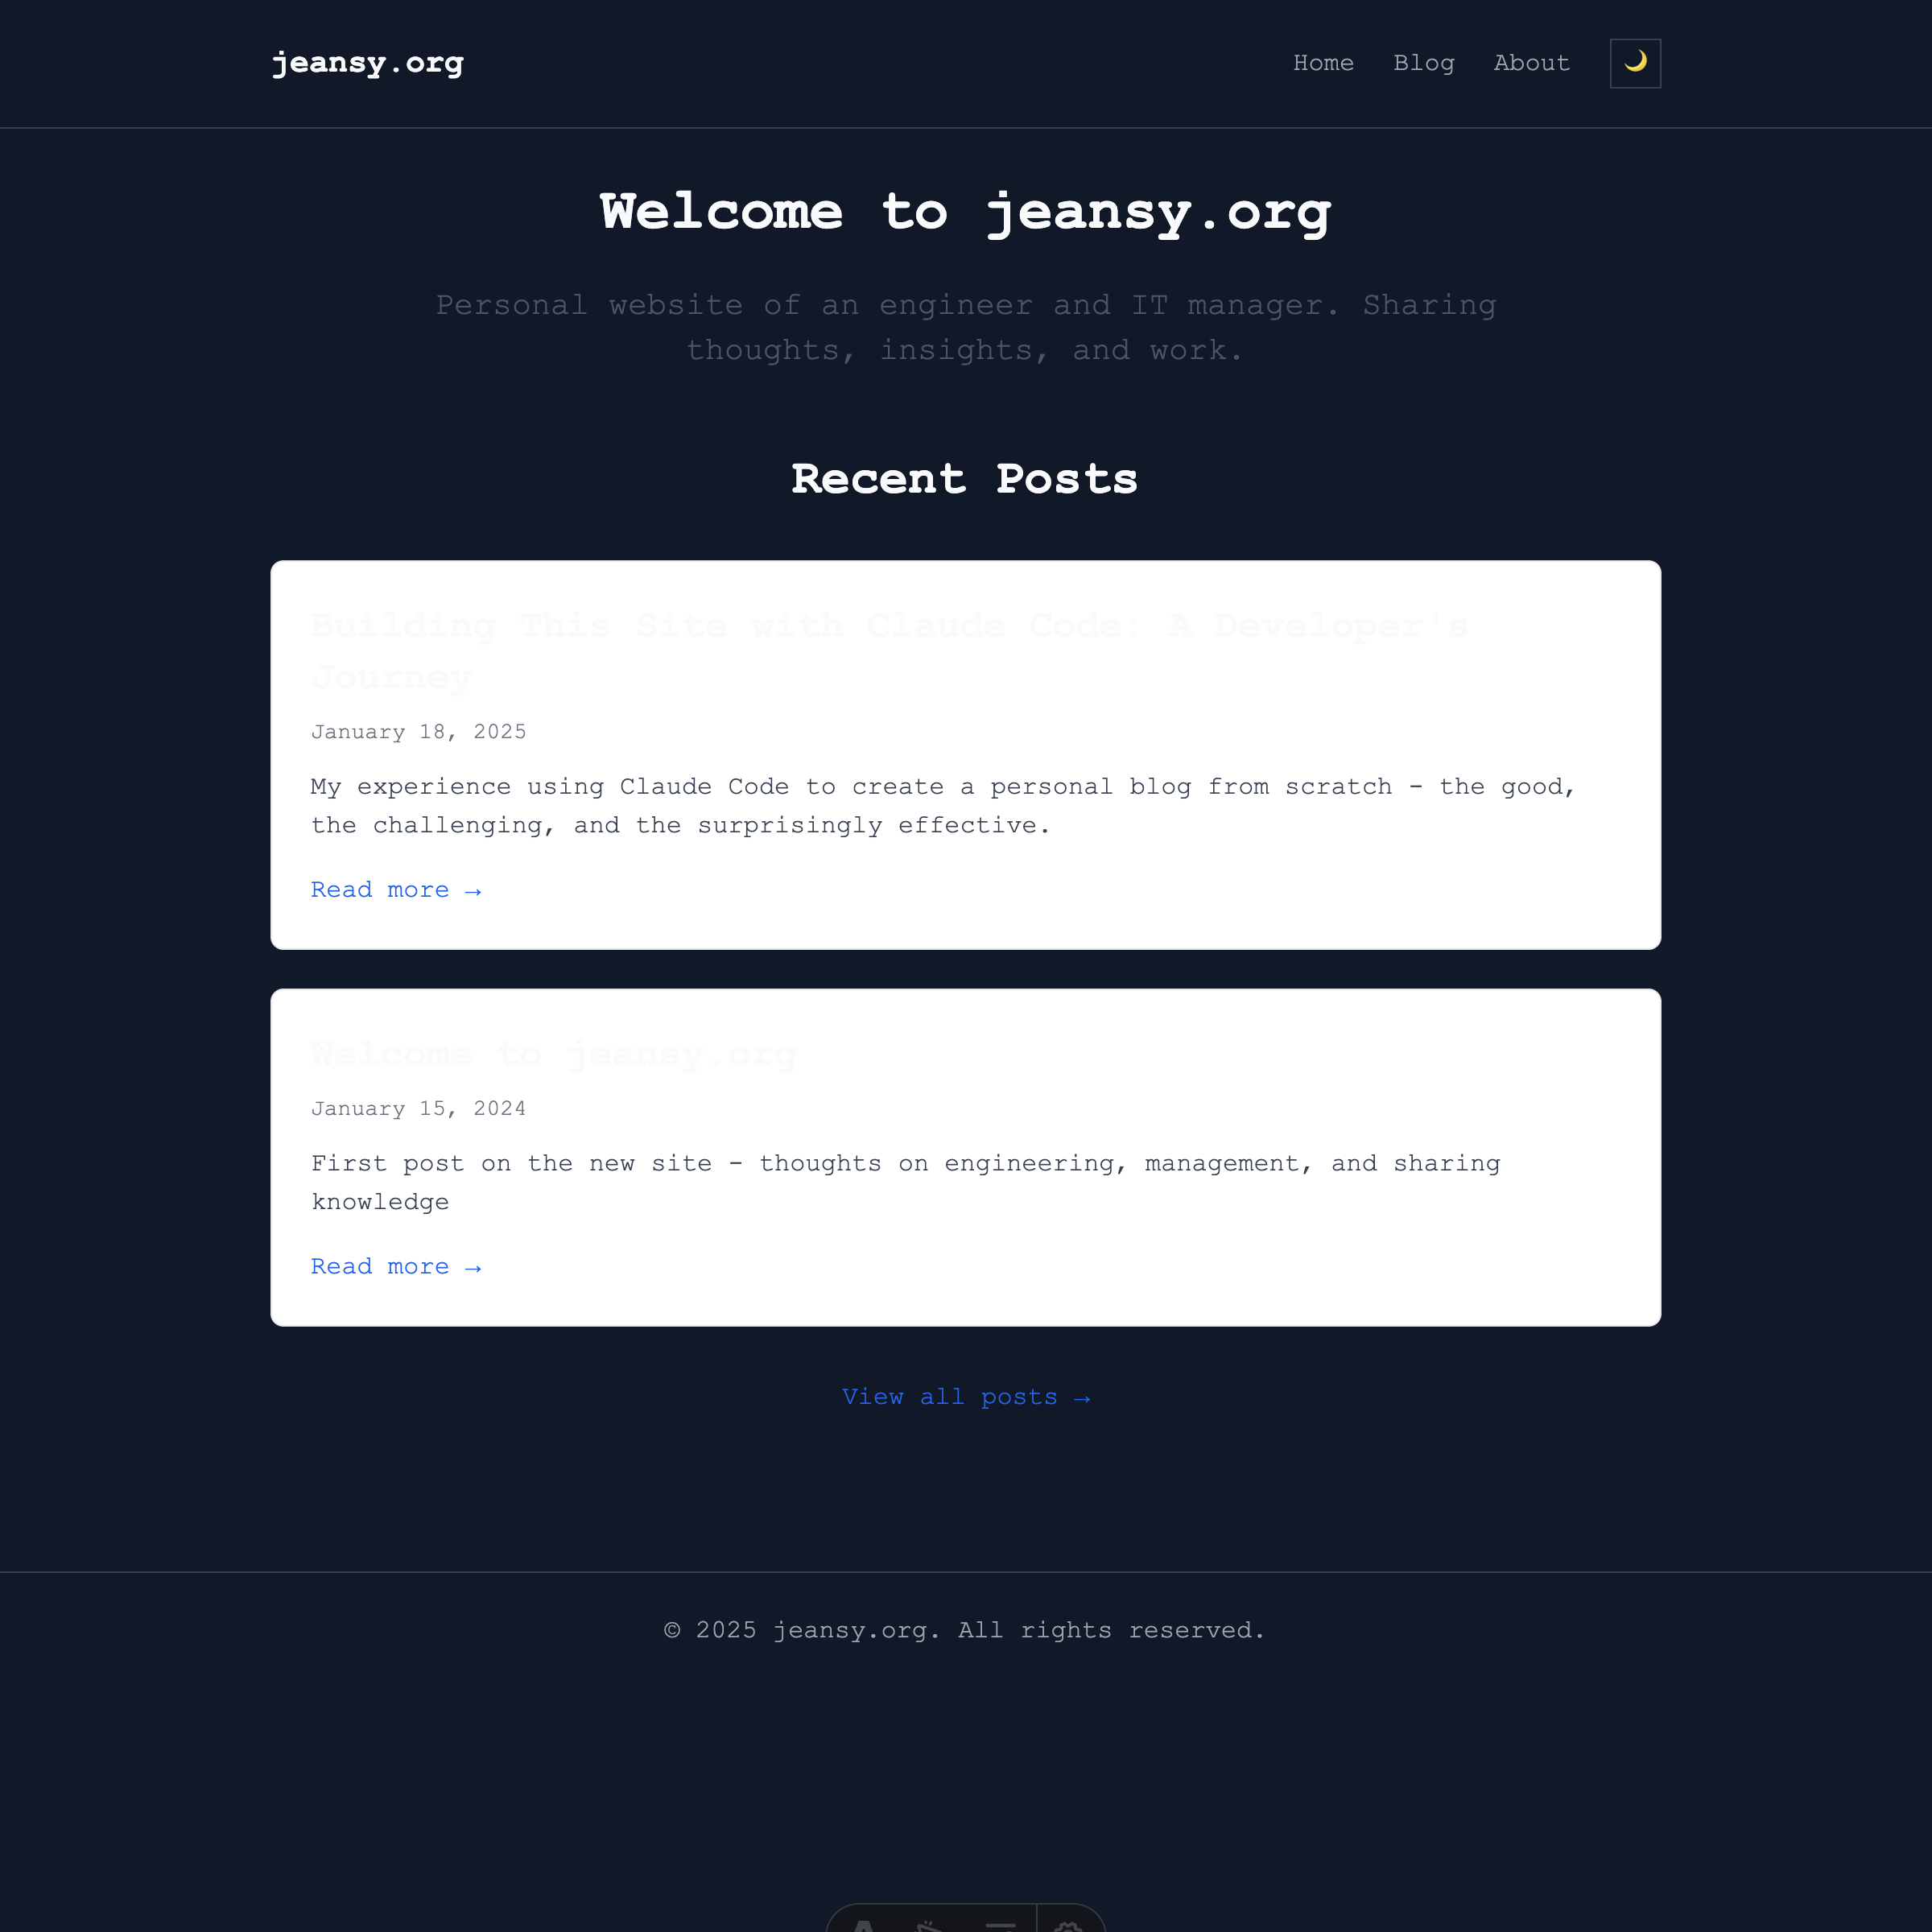 jeansy.org
Home Blog About
Welcome to jeansy.org
Personal website of an engineer and IT manager. Sharing
thoughts, insights, and work.
Recent Posts
Building This Site with Claude Code: A Developer's
Journey
January 18, 2025
My experience using Claude Code to create a personal blog from scratch - the good,
the challenging, and the surprisingly effective.
Read more →
Welcome to jeansy.org
January 15, 2024
First post on the new site - thoughts on engineering, management, and sharing
knowledge
Read more →
View all posts →
© 2025 jeansy.org. All rights reserved.